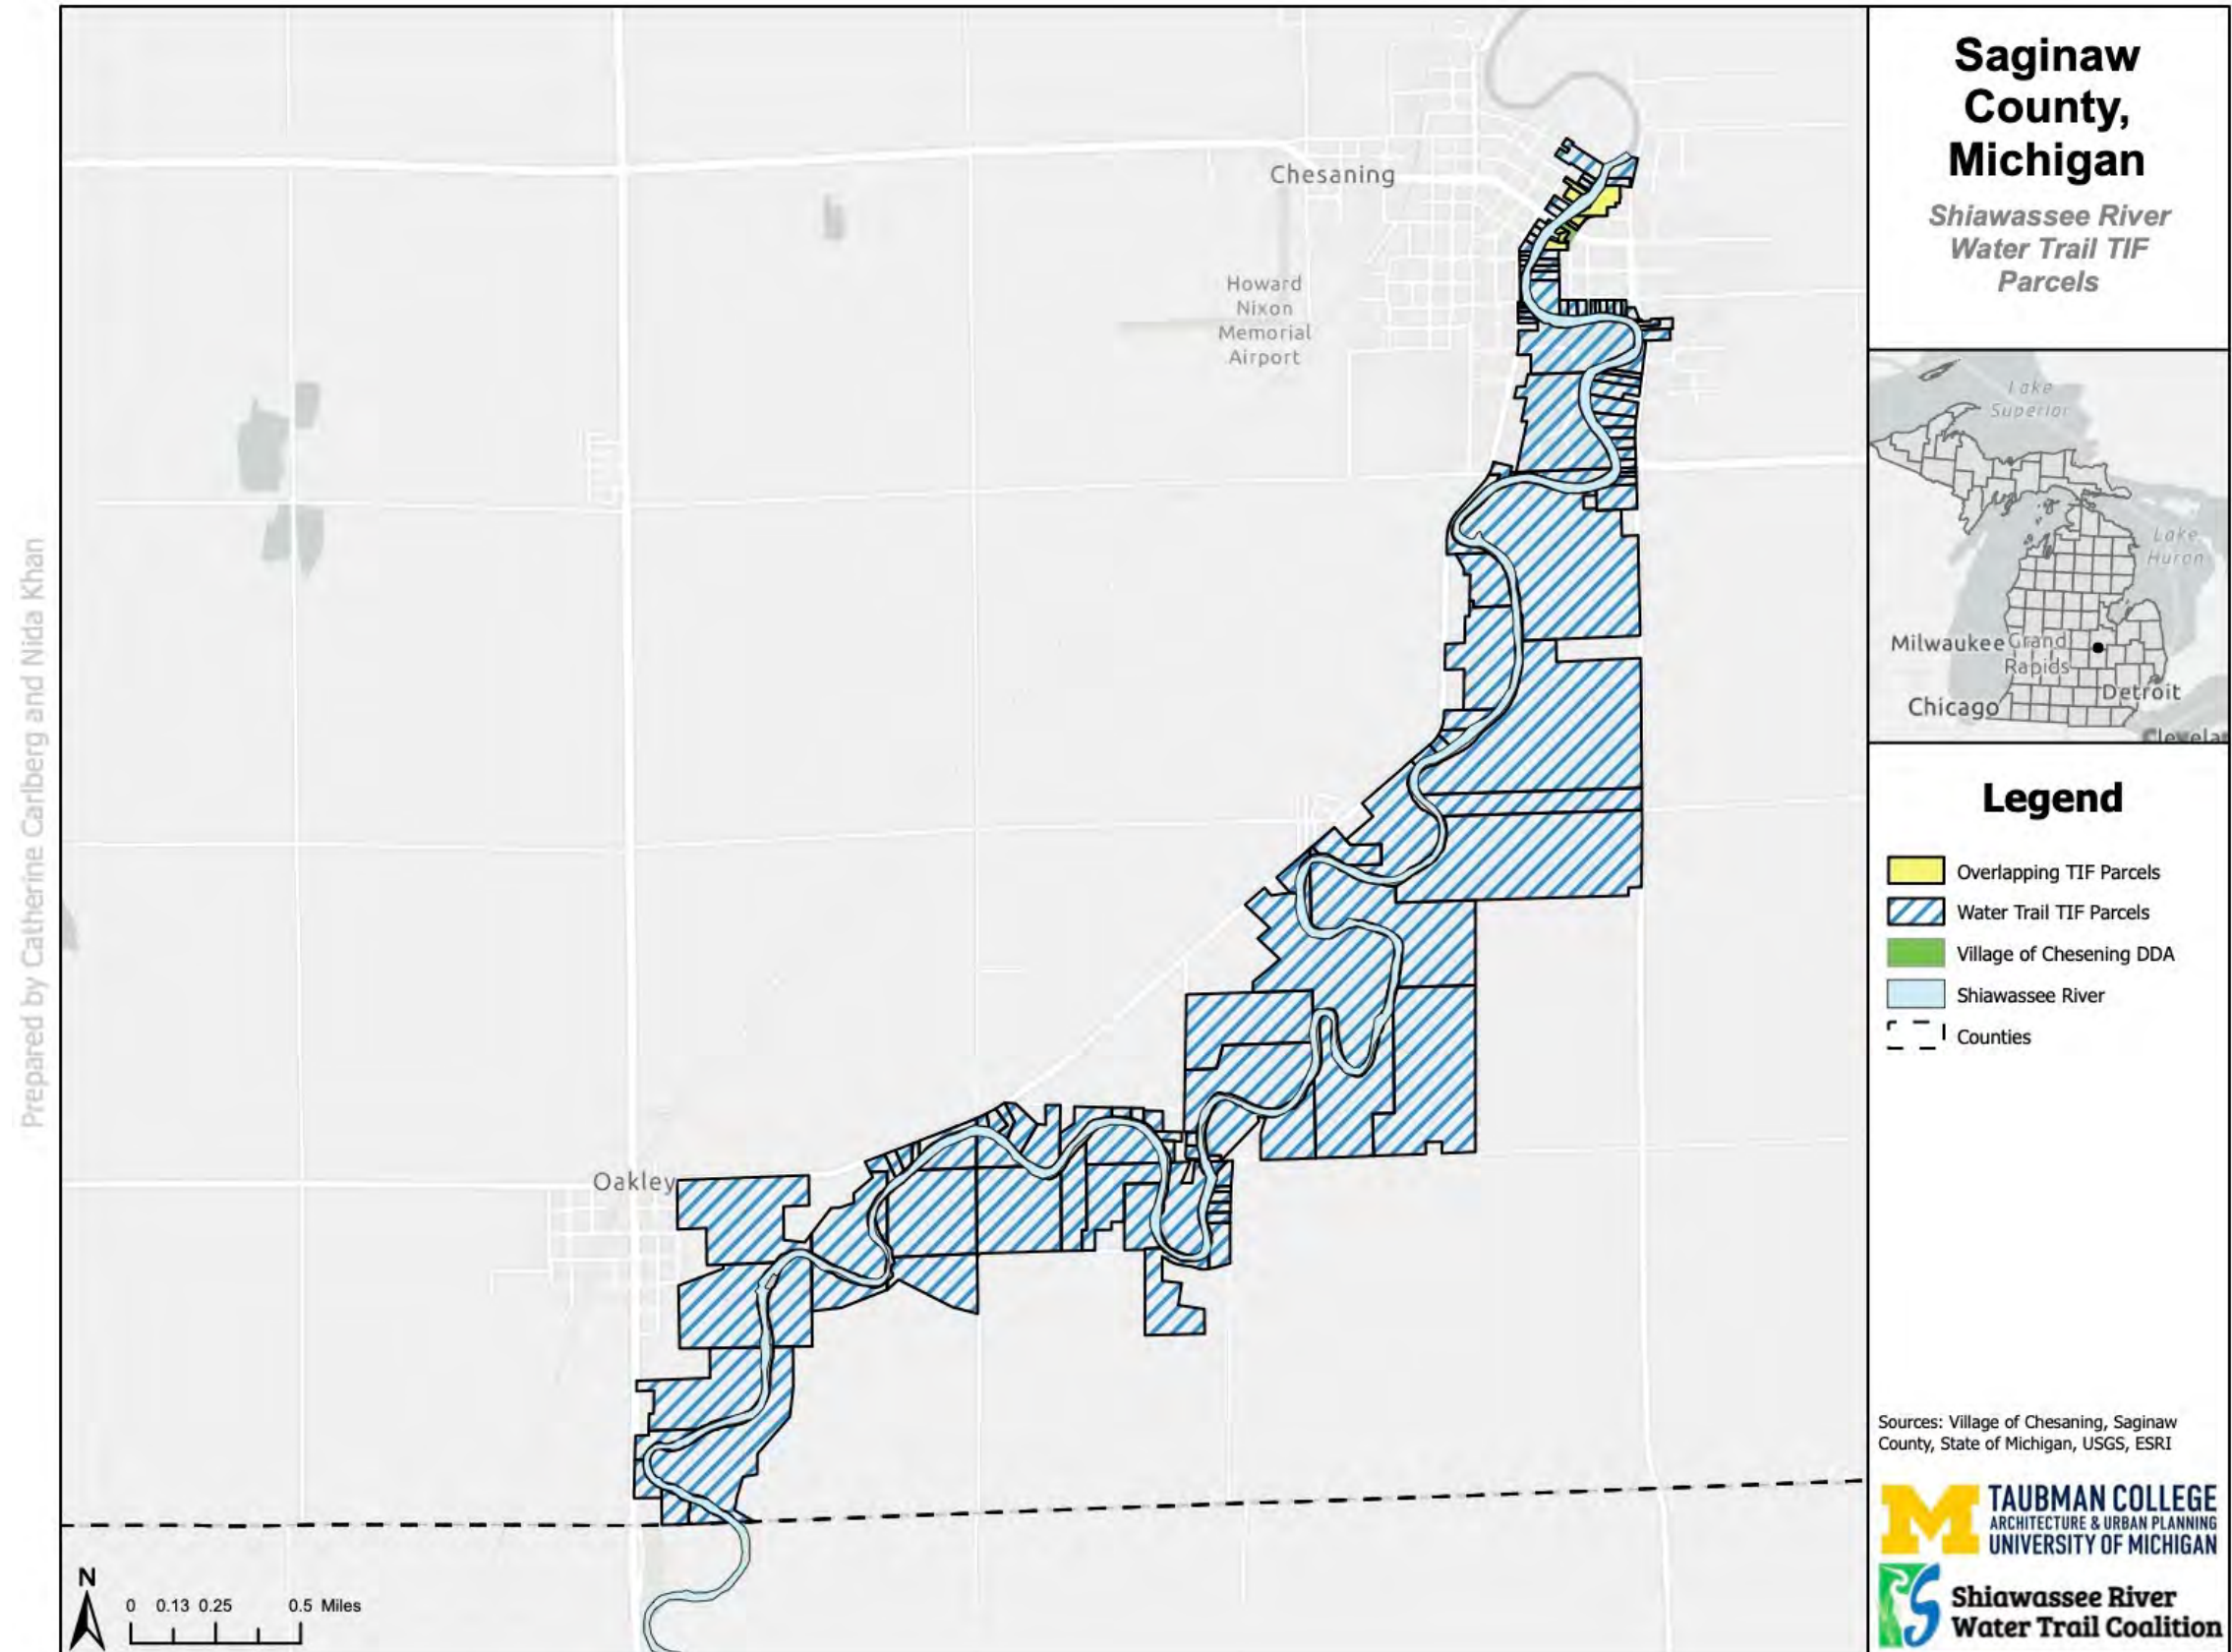 Saginaw
County,
Michigan
Shiawassee River
Water Trail TIF
Parcels
Prepared by Catherine Carlberg and Nida Khan
Chesaning
Howard
Nixon
Memorial
Airport
Oakley
N
0 0.13 0.25 0.5 Miles
Lake
Superior
Lake
Huron
Milwaukee
Grand
Rapids
Detroit
Chicago
Clevela
Legend
Overlapping TIF Parcels
Water Trail TIF Parcels
Village of Chesening DDA
Shiawassee River
Counties
Sources: Village of Chesaning, Saginaw
County, State of Michigan, USGS, ESRI
M
TAUBMAN COLLEGE
ARCHITECTURE & URBAN PLANNING
UNIVERSITY OF MICHIGAN
Shiawassee River
Water Trail Coalition